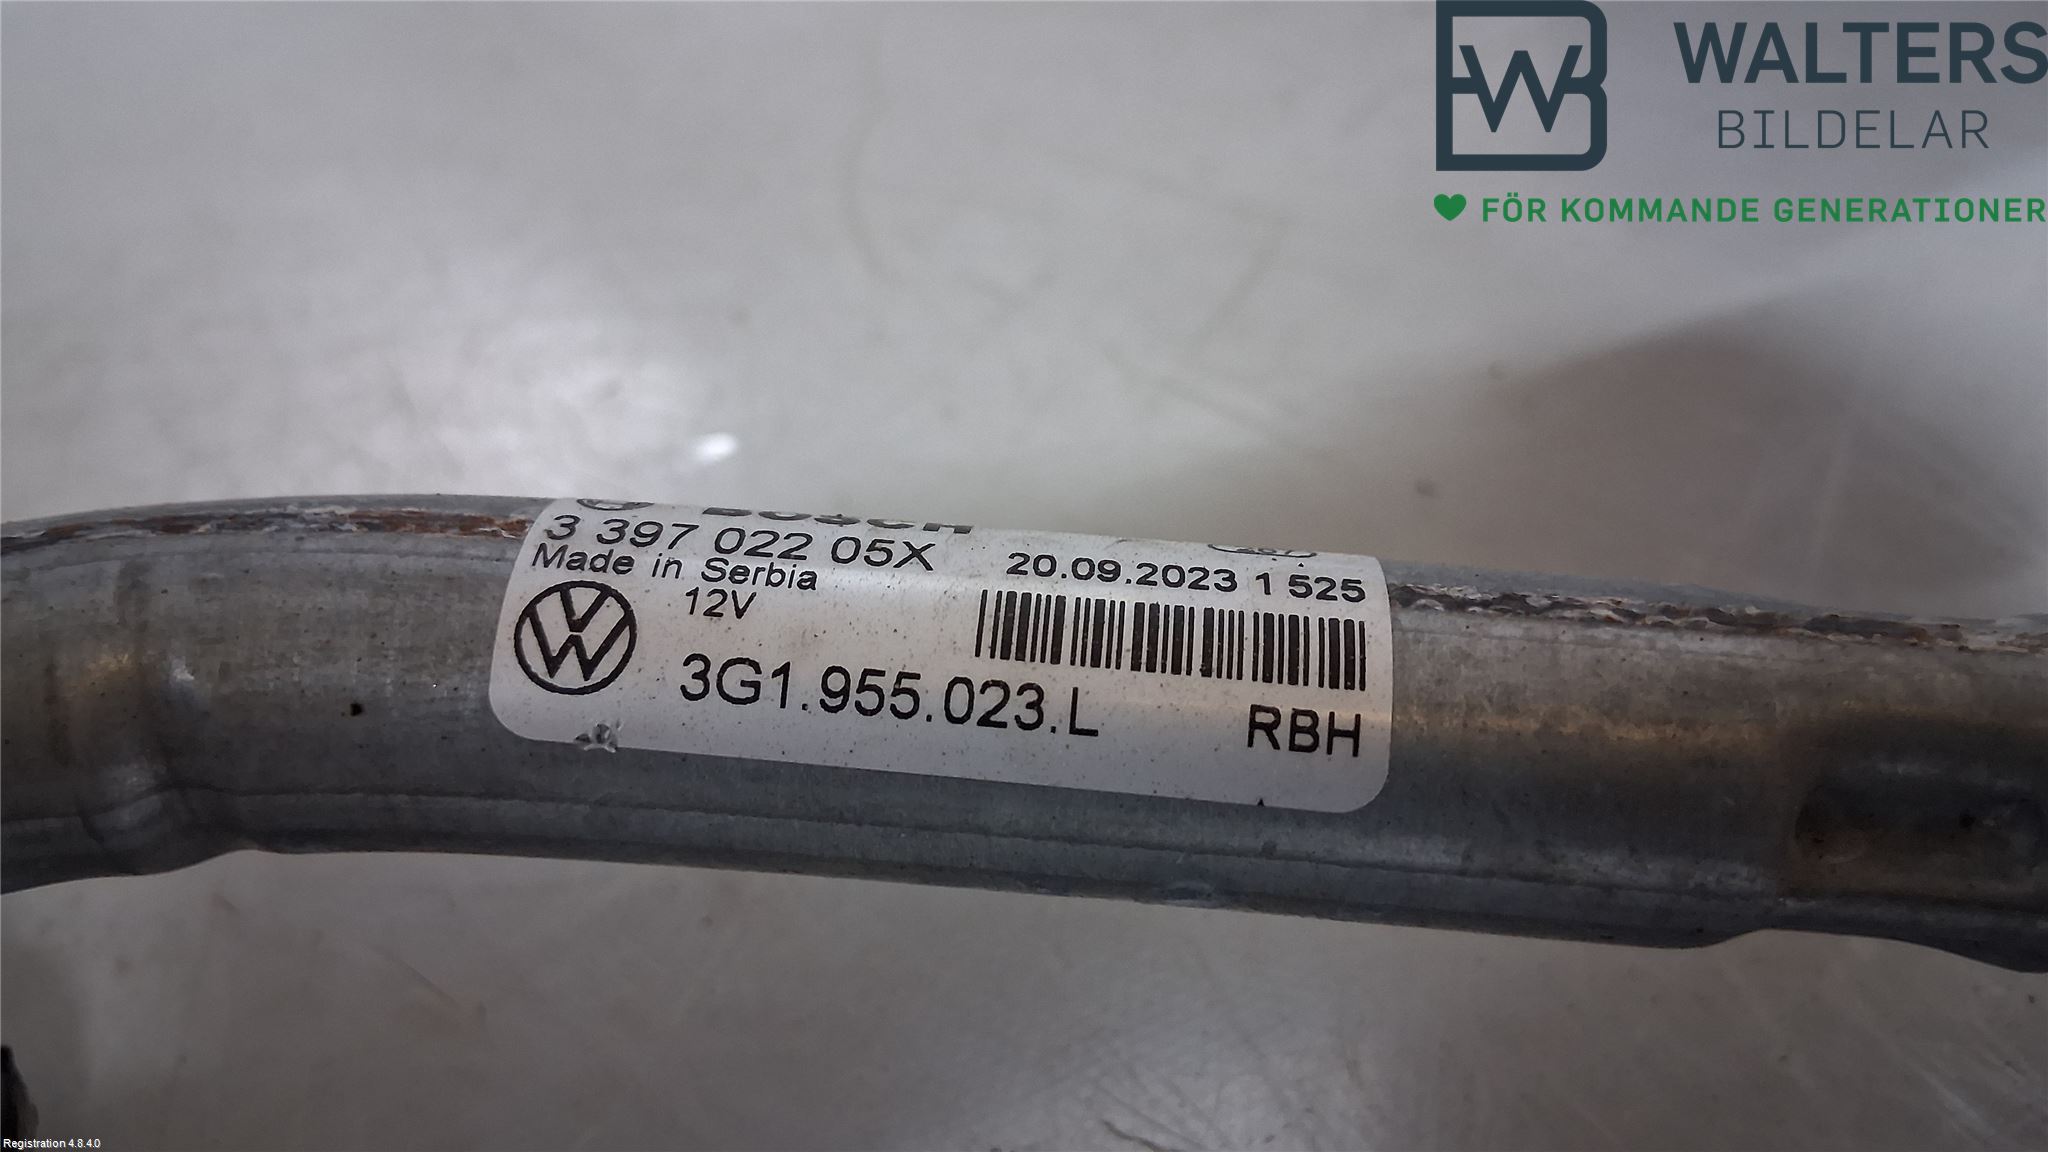 WALTERS
BILDELAR
FÖR KOMMANDE GENERATIONER
BOSCH
3 397 022 05X
Made in Serbia
12V
20.09.2023 1 525
3G1.955.023.L
RBH
Registration 4.8.4.0